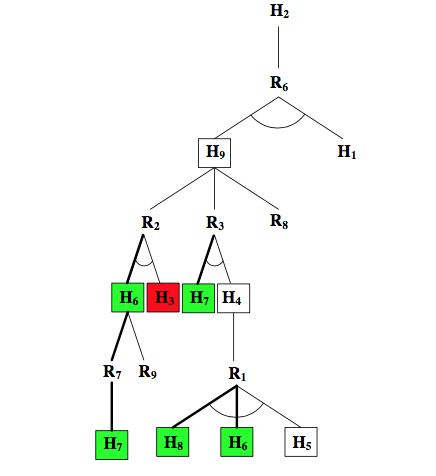 H₂
R₆
H₉ H₁
R₂ R₃ R₈
H₆ H₃ H₇ H₄
R₇ R₉ R₁
H₇ H₈ H₆ H₅